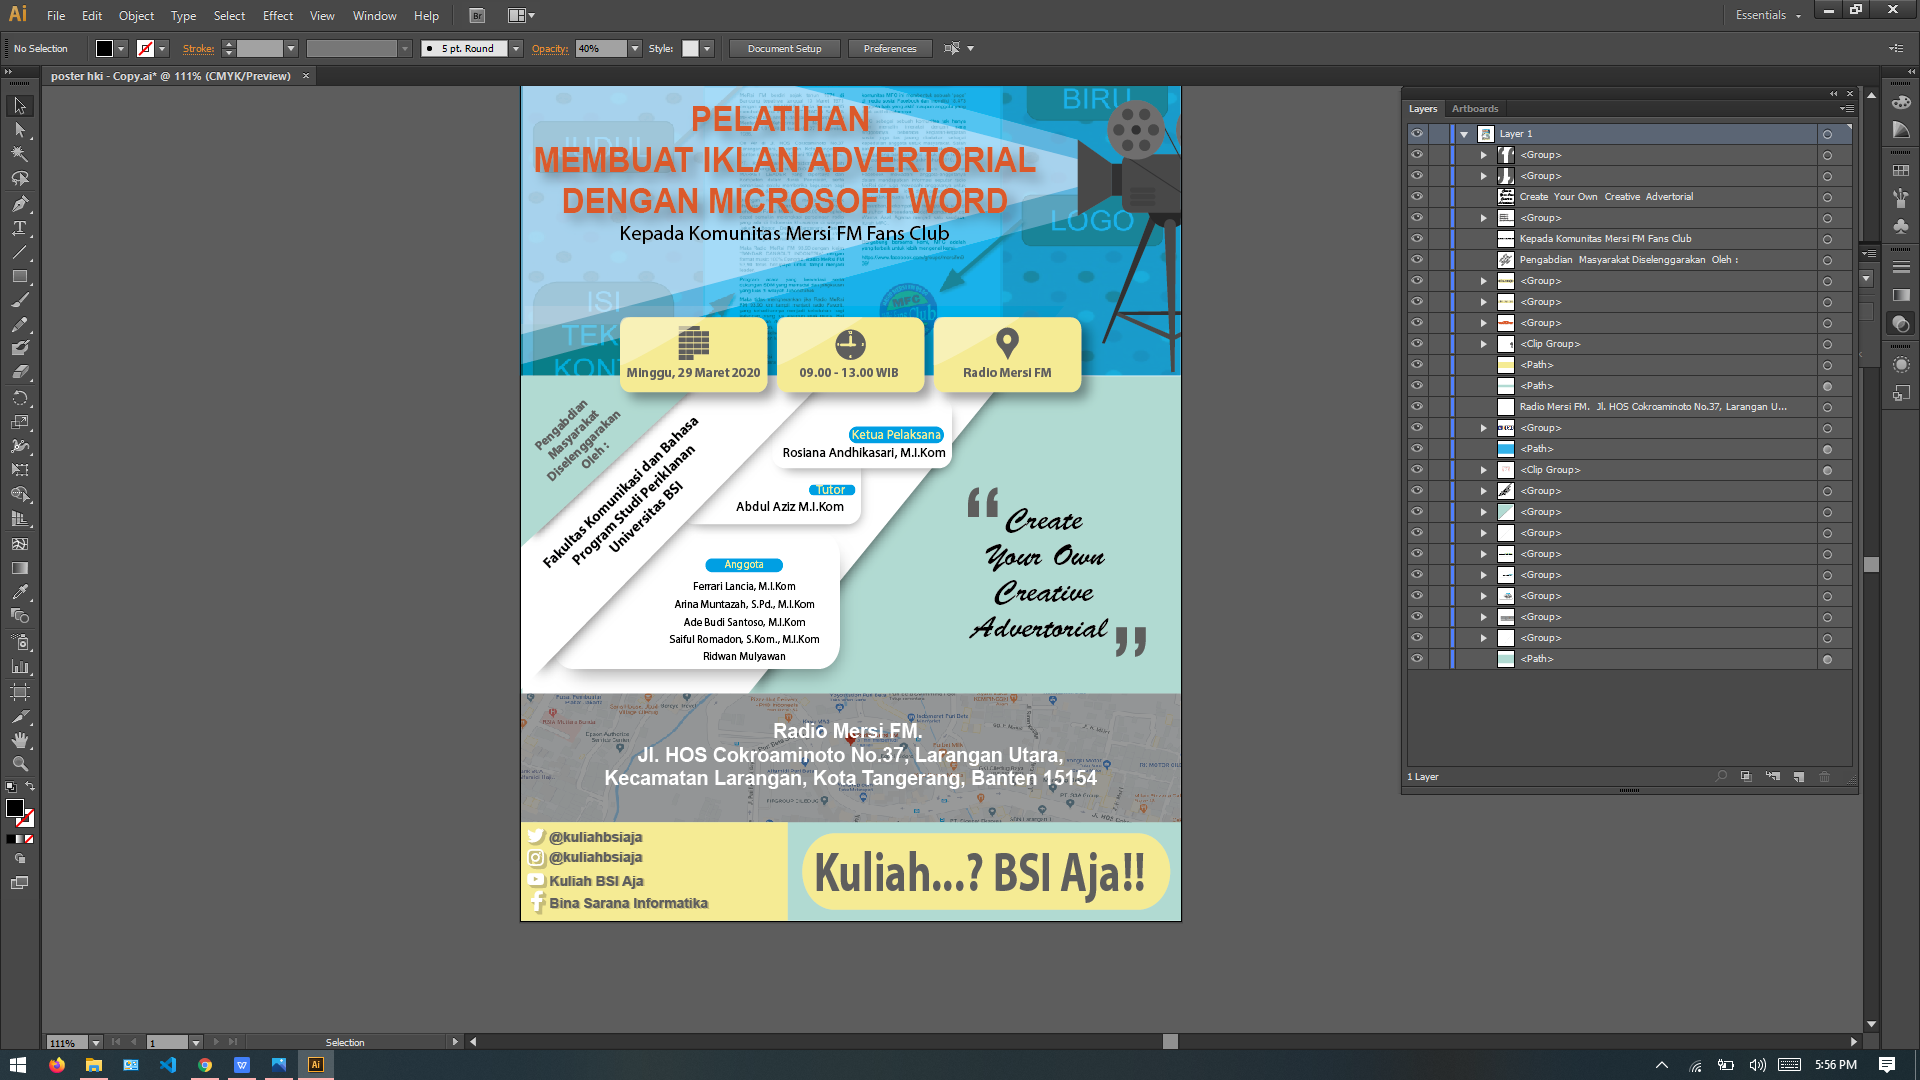 Ai File Edit Object Type Select Effect View Window Help Br Essentials
No Selection Stroke: 5 pt. Round Opacity: 40% Style: Document Setup Preferences
poster hki - Copy.ai* @ 111% (CMYK/Preview) ×
BIRU
JUDUL
PELATIHAN
MEMBUAT IKLAN ADVERTORIAL
DENGAN MICROSOFT WORD
LOGO
Kepada Komunitas Mersi FM Fans Club
MFC
Club
ISI
TEK
KONT
Minggu, 29 Maret 2020
09.00 - 13.00 WIB
Radio Mersi FM
Pengabdian
Masyarakat
Diselenggarakan
Oleh :
Fakultas Komunikasi dan Bahasa
Program Studi Periklanan
Universitas BSI
Ketua Pelaksana
Rosiana Andhikasari, M.I.Kom
Tutor
Abdul Aziz M.I.Kom
Anggota
Ferrari Lancia, M.I.Kom
Arina Muntazah, S.Pd., M.I.Kom
Ade Budi Santoso, M.I.Kom
Saiful Romadon, S.Kom., M.I.Kom
Ridwan Mulyawan
“ Create
Your Own
Creative
Advertorial ”
Radio Mersi FM.
Jl. HOS Cokroaminoto No.37, Larangan Utara,
Kecamatan Larangan, Kota Tangerang, Banten 15154
@kuliahbsiaja
@kuliahbsiaja
Kuliah BSI Aja
Bina Sarana Informatika
Kuliah...? BSI Aja!!
Layers Artboards
Layer 1
<Group>
<Group>
Create Your Own Creative Advertorial
<Group>
Kepada Komunitas Mersi FM Fans Club
Pengabdian Masyarakat Diselenggarakan Oleh :
<Group>
<Group>
<Group>
<Clip Group>
<Path>
<Path>
Radio Mersi FM. Jl. HOS Cokroaminoto No.37, Larangan U...
<Group>
<Path>
<Clip Group>
<Group>
<Group>
<Group>
<Group>
<Group>
<Group>
<Group>
<Group>
<Path>
1 Layer
111% 1 Selection
Ai 5:56 PM